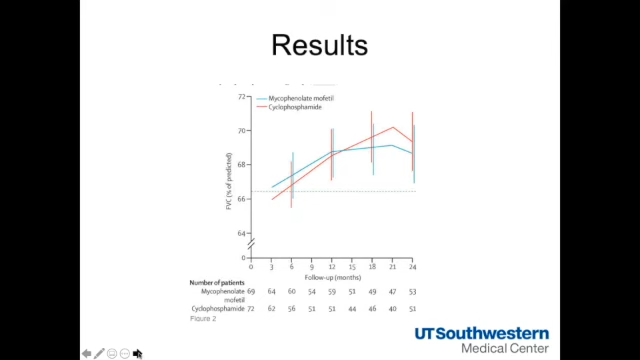 Results
72
Mycophenolate mofetil
Cyclophosphamide
70
68
66
64
0
FVC (% of predicted)
0 3 6 9 12 15 18 21 24
Follow-up (months)
Number of patients
Mycophenolate 69 64 60 54 59 51 49 47 53
mofetil
Cyclophosphamide 72 62 56 51 51 44 46 40 51
Figure 2
UTSouthwestern
Medical Center